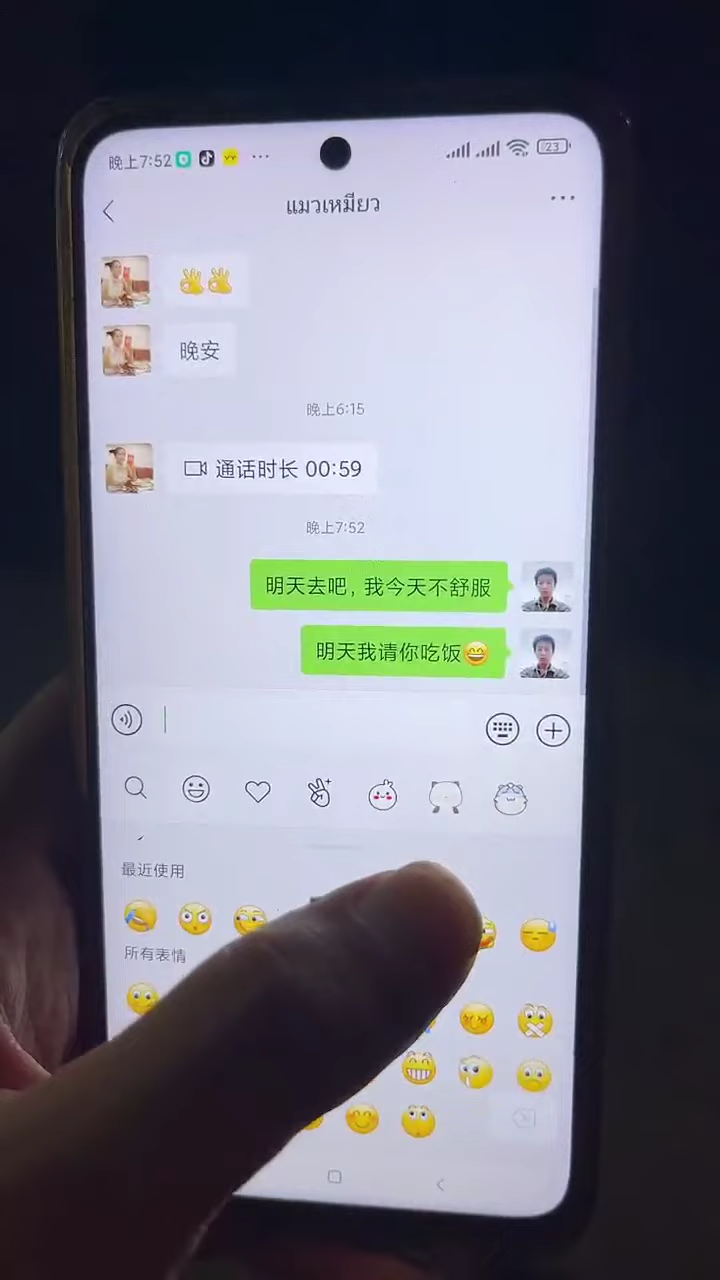 晚上7:52
23
แมวเหมียว
晚安
晚上6:15
通话时长 00:59
晚上7:52
明天去吧，我今天不舒服
明天我请你吃饭😄
最近使用
所有表情